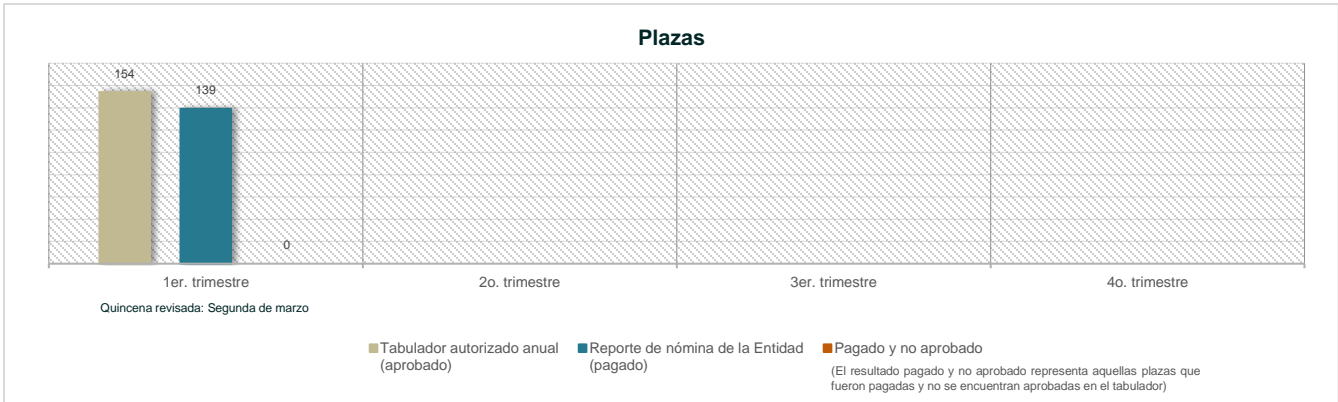 Plazas
154
139
0
1er. trimestre
2o. trimestre
3er. trimestre
4o. trimestre
Quincena revisada: Segunda de marzo
Tabulador autorizado anual
(aprobado)
Reporte de nómina de la Entidad
(pagado)
Pagado y no aprobado
(El resultado pagado y no aprobado representa aquellas plazas que
fueron pagadas y no se encuentran aprobadas en el tabulador)